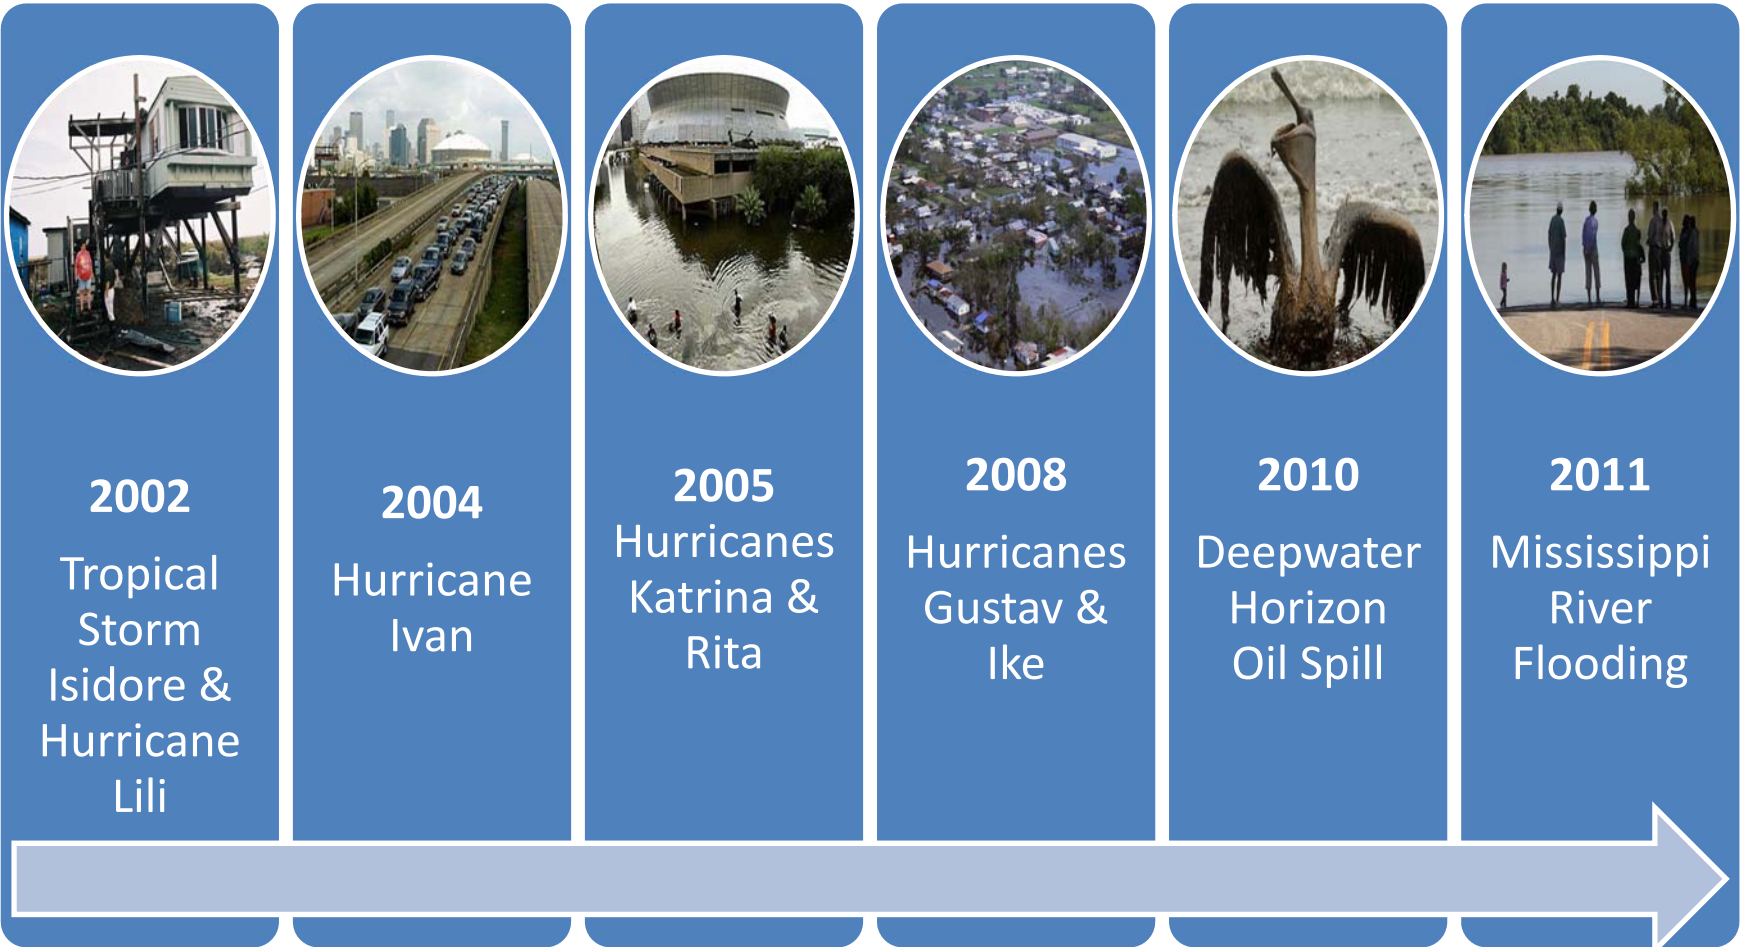 2002
Tropical
Storm
Isidore &
Hurricane
Lili
2004
Hurricane
Ivan
2005
Hurricanes
Katrina &
Rita
2008
Hurricanes
Gustav &
Ike
2010
Deepwater
Horizon
Oil Spill
2011
Mississippi
River
Flooding